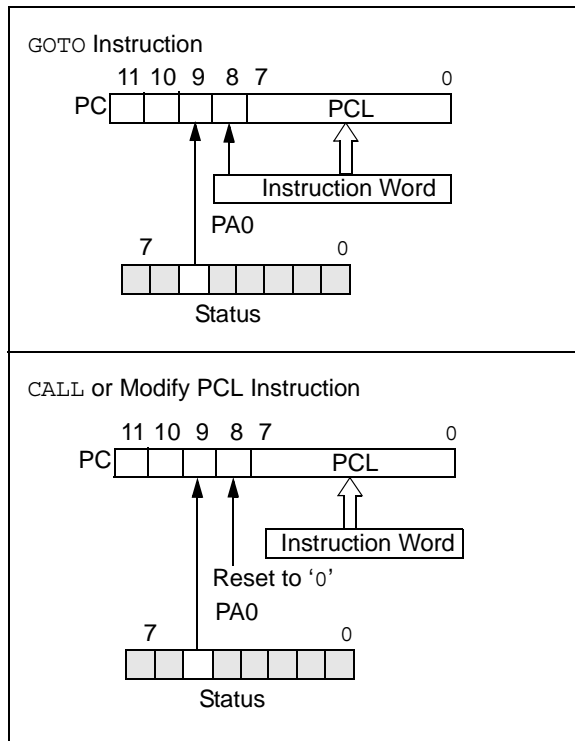 GOTO Instruction
11 10 9 8 7 0
PC PCL
Instruction Word
PA0
7 0
Status
CALL or Modify PCL Instruction
11 10 9 8 7 0
PC PCL
Instruction Word
Reset to ‘0’
PA0
7 0
Status